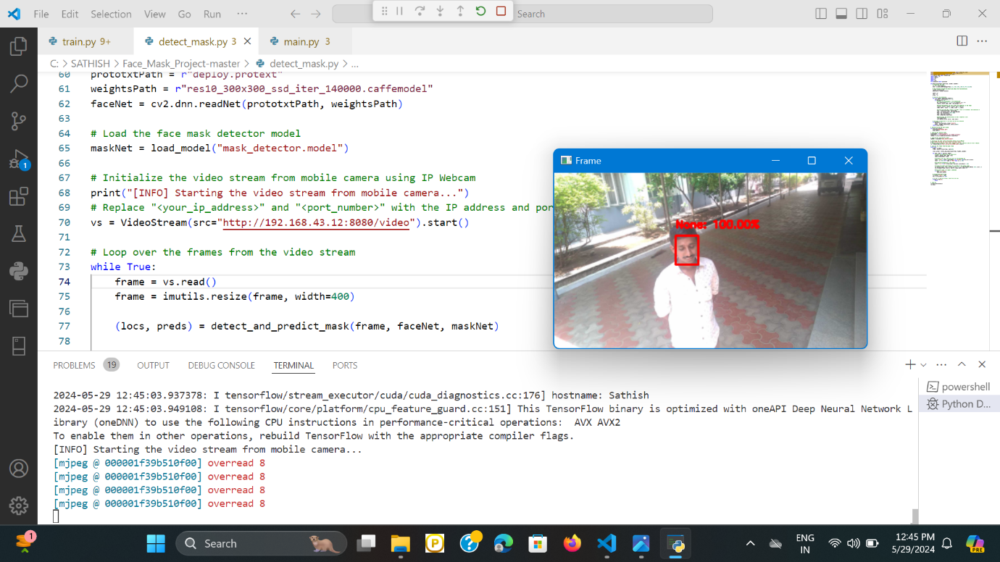 File Edit Selection View Go Run ··· Search
train.py 9+ detect_mask.py 3 main.py 3
C: > SATHISH > Face_Mask_Project-master > detect_mask.py > ...
60 prototxtPath = r"deploy.protext"
61 weightsPath = r"res10_300x300_ssd_iter_140000.caffemodel"
62 faceNet = cv2.dnn.readNet(prototxtPath, weightsPath)
63
64 # Load the face mask detector model
65 maskNet = load_model("mask_detector.model")
66
67 # Initialize the video stream from mobile camera using IP Webcam
68 print("[INFO] Starting the video stream from mobile camera...")
69 # Replace "<your_ip_address>" and "<port_number>" with the IP address and por
70 vs = VideoStream(src="http://192.168.43.12:8080/video").start()
71
72 # Loop over the frames from the video stream
73 while True:
74 frame = vs.read()
75 frame = imutils.resize(frame, width=400)
76
77 (locs, preds) = detect_and_predict_mask(frame, faceNet, maskNet)
78
Frame
None: 100.00%
1
PROBLEMS 19 OUTPUT DEBUG CONSOLE TERMINAL PORTS
2024-05-29 12:45:03.937378: I tensorflow/stream_executor/cuda/cuda_diagnostics.cc:176] hostname: Sathish
2024-05-29 12:45:03.949108: I tensorflow/core/platform/cpu_feature_guard.cc:151] This TensorFlow binary is optimized with oneAPI Deep Neural Network L
ibrary (oneDNN) to use the following CPU instructions in performance-critical operations:  AVX AVX2
To enable them in other operations, rebuild TensorFlow with the appropriate compiler flags.
[INFO] Starting the video stream from mobile camera...
[mjpeg @ 000001f39b510f00] overread 8
[mjpeg @ 000001f39b510f00] overread 8
[mjpeg @ 000001f39b510f00] overread 8
[mjpeg @ 000001f39b510f00] overread 8
powershell
Python D...
1
Search
P
ENG
IN
12:45 PM
5/29/2024
PRE